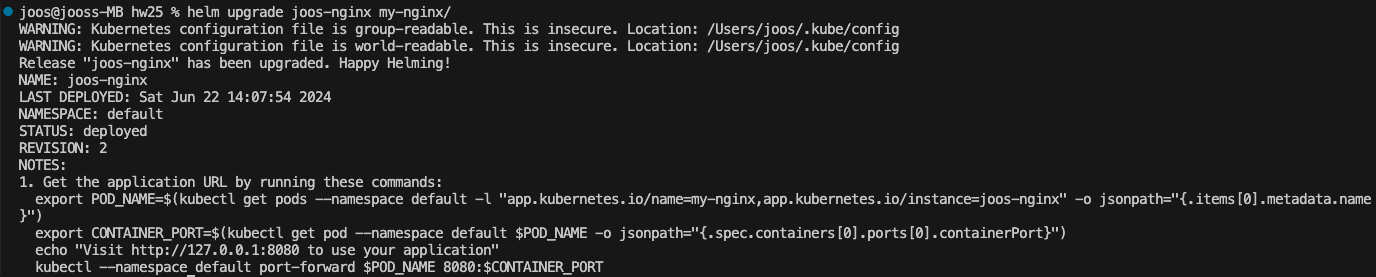 joos@jooss-MB hw25 % helm upgrade joos-nginx my-nginx/
WARNING: Kubernetes configuration file is group-readable. This is insecure. Location: /Users/joos/.kube/config
WARNING: Kubernetes configuration file is world-readable. This is insecure. Location: /Users/joos/.kube/config
Release "joos-nginx" has been upgraded. Happy Helming!
NAME: joos-nginx
LAST DEPLOYED: Sat Jun 22 14:07:54 2024
NAMESPACE: default
STATUS: deployed
REVISION: 2
NOTES:
1. Get the application URL by running these commands:
  export POD_NAME=$(kubectl get pods --namespace default -l "app.kubernetes.io/name=my-nginx,app.kubernetes.io/instance=joos-nginx" -o jsonpath="{.items[0].metadata.name
}")
  export CONTAINER_PORT=$(kubectl get pod --namespace default $POD_NAME -o jsonpath="{.spec.containers[0].ports[0].containerPort}")
  echo "Visit http://127.0.0.1:8080 to use your application"
  kubectl --namespace default port-forward $POD_NAME 8080:$CONTAINER_PORT